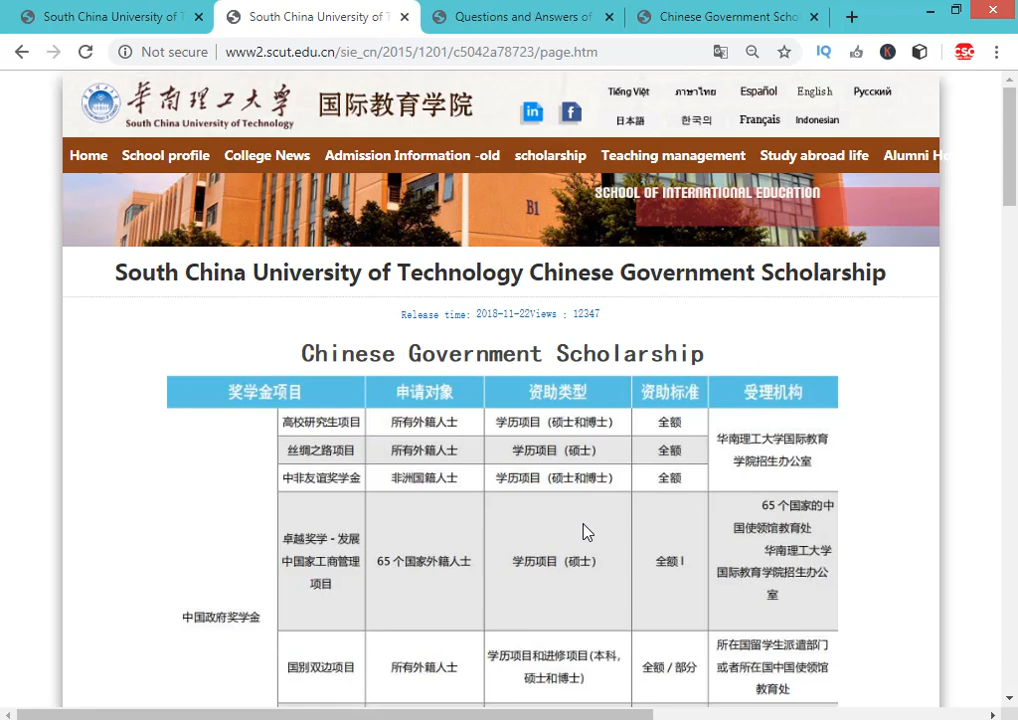 South China University of T
South China University of T
Questions and Answers of
Chinese Government Scho
Not secure
www2.scut.edu.cn/sie_cn/2015/1201/c5042a78723/page.htm
IQ
K
CSC
华南理工大学
South China University of Technology
国际教育学院
in
f
Tiếng Việt ภาษาไทย Español English Русский
日本語 한국의 Français Indonesian
Home School profile College News Admission Information -old scholarship Teaching management Study abroad life Alumni Ho
SCHOOL OF INTERNATIONAL EDUCATION
B1
South China University of Technology Chinese Government Scholarship
Release time: 2018-11-22Views : 12347
Chinese Government Scholarship
奖学金项目 申请对象 资助类型 资助标准 受理机构
高校研究生项目 所有外籍人士 学历项目（硕士和博士） 全额
丝绸之路项目 所有外籍人士 学历项目（硕士） 全额
中非友谊奖学金 非洲国籍人士 学历项目（硕士和博士） 全额
华南理工大学国际教育
学院招生办公室
卓越奖学 - 发展
中国家工商管理
项目
65 个国家外籍人士
学历项目（硕士）
全额 l
65 个国家的中
国使领馆教育处
华南理工大学
国际教育学院招生办公
室
中国政府奖学金
国别双边项目
所有外籍人士
学历项目和进修项目(本科,
硕士和博士)
全额 / 部分
所在国留学生派遣部门
或者所在国中国使领馆
教育处